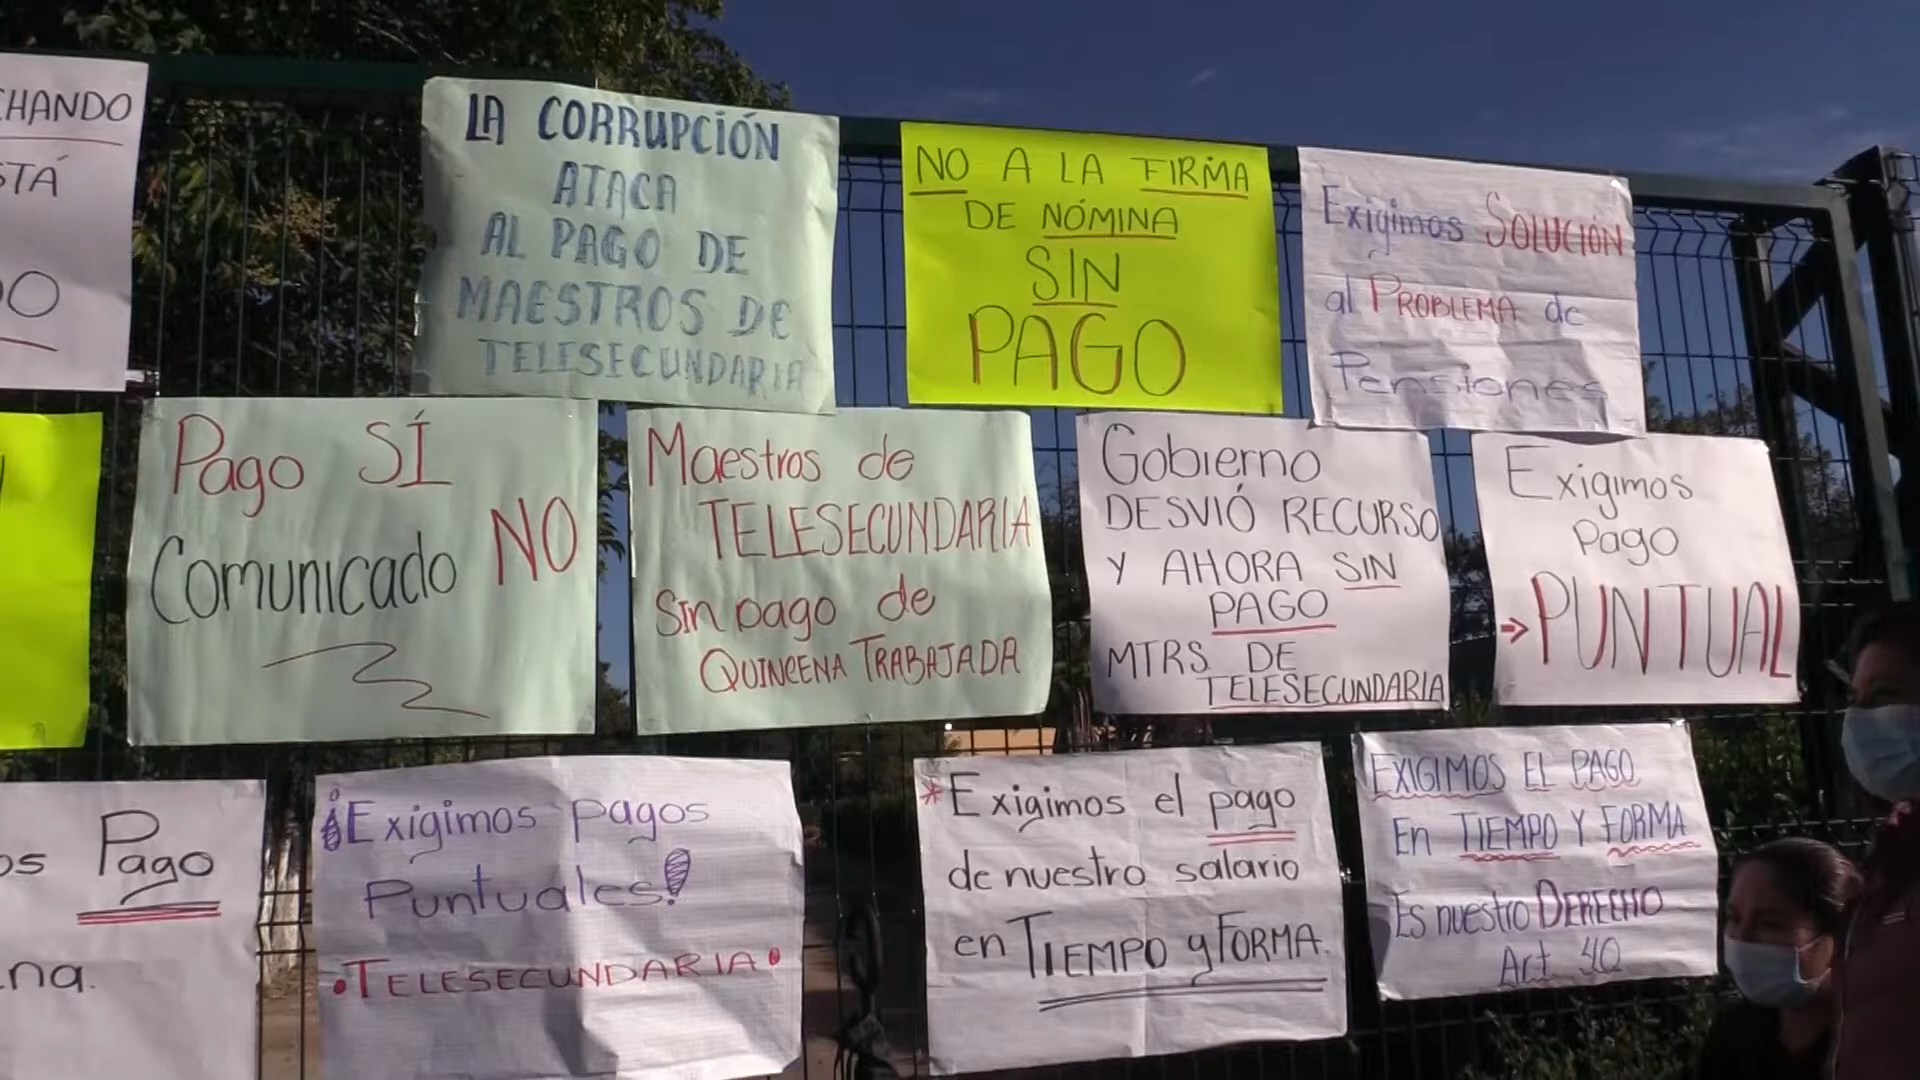 LA CORRUPCIÓN
ATACA
AL PAGO DE
MAESTROS DE
TELESECUNDARIA
NO A LA FIRMA
DE NÓMINA
SIN
PAGO
Exigimos SOLUCIÓN
al PROBLEMA de
Pensiones
Pago SÍ
Comunicado NO
Maestros de
TELESECUNDARIA
Sin pago de
QUINCENA TRABAJADA
Gobierno
DESVIÓ RECURSO
Y AHORA SIN
PAGO
MTRS DE
TELESECUNDARIA
Exigimos
Pago
→PUNTUAL
Pago
¡Exigimos pagos
Puntuales!
•TELESECUNDARIA•
*Exigimos el pago
de nuestro salario
en TIEMPO y FORMA.
EXIGIMOS EL PAGO
En TIEMPO Y FORMA
Es nuestro DERECHO
Act. 40